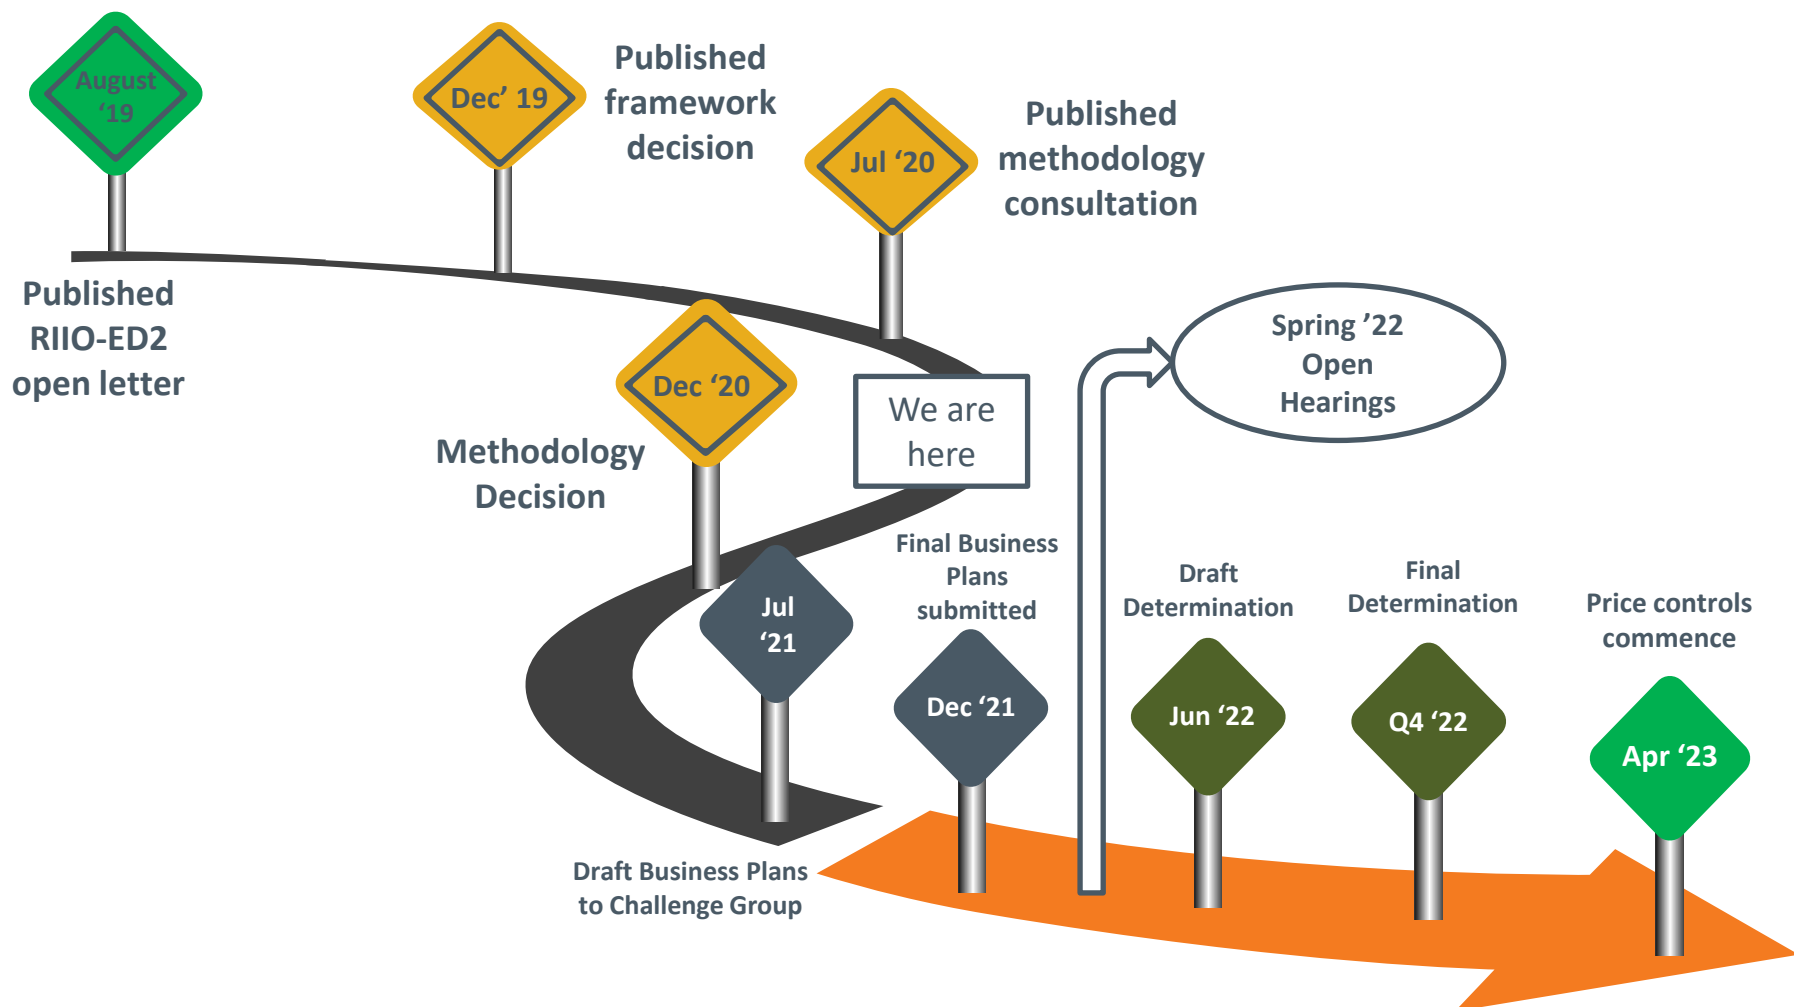 August
‘19
Published
RIIO-ED2
open letter
Dec’ 19
Published
framework
decision
Jul ‘20
Published
methodology
consultation
We are
here
Dec ‘20
Methodology
Decision
Jul
‘21
Draft Business Plans
to Challenge Group
Final Business
Plans
submitted
Dec ‘21
Spring ’22
Open
Hearings
Draft
Determination
Jun ‘22
Final
Determination
Q4 ‘22
Price controls
commence
Apr ‘23